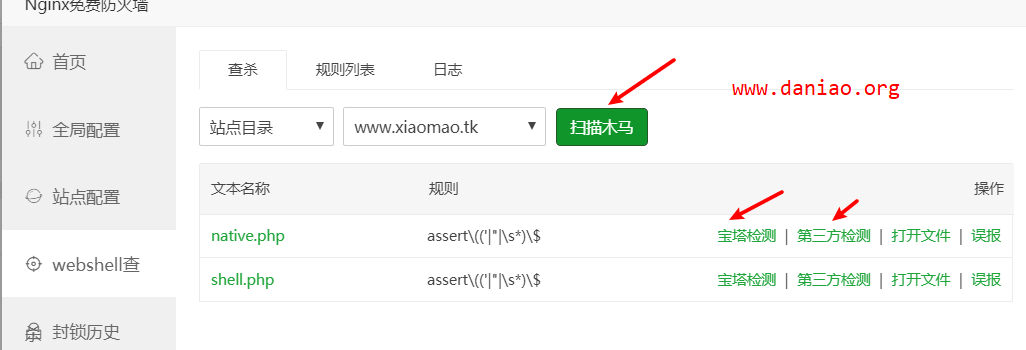 Nginx免费防火墙
首页
全局配置
站点配置
webshell查
封锁历史
查杀 规则列表 日志
www.daniao.org
站点目录 www.xiaomao.tk 扫描木马
文本名称 规则 操作
native.php assert\(('|"|\s*)\$ 宝塔检测 | 第三方检测 | 打开文件 | 误报
shell.php assert\(('|"|\s*)\$ 宝塔检测 | 第三方检测 | 打开文件 | 误报